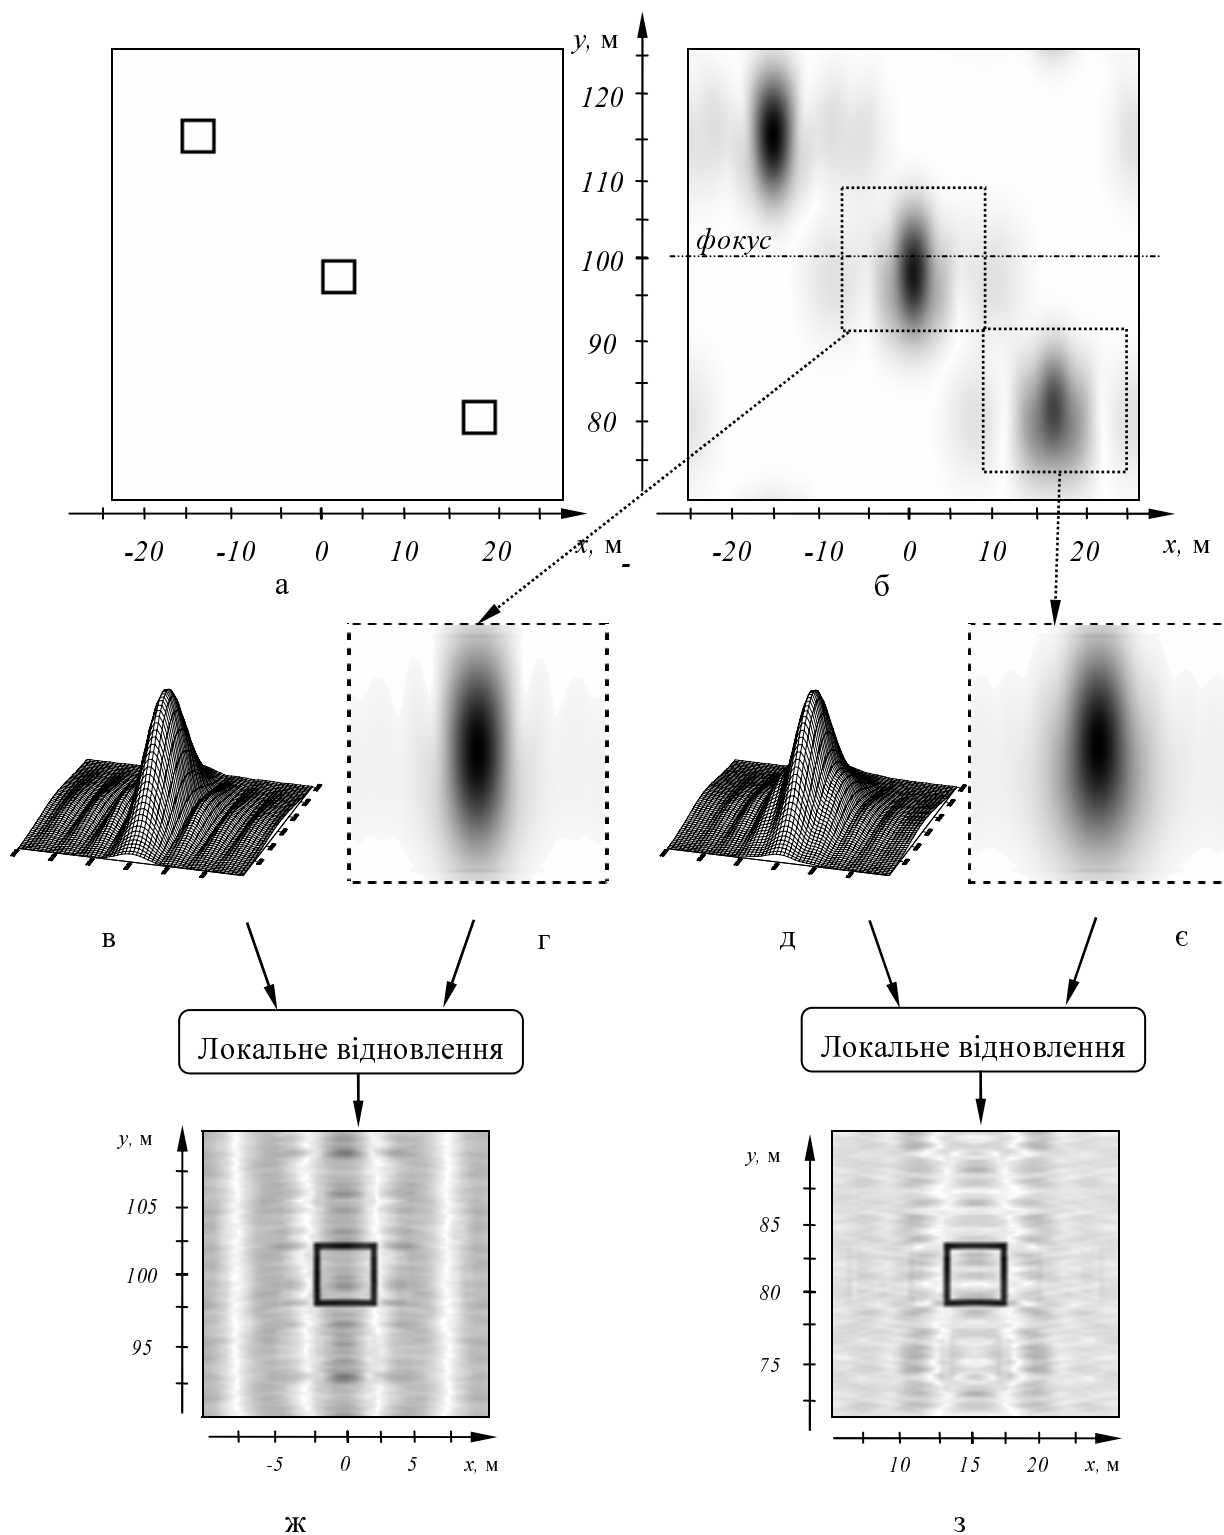 y, м
120
110
100
90
80
фокус
-20 -10 0 10 20 x, м
-20 -10 0 10 20 x, м
-
а
б
в
г
д
є
Локальне відновлення
Локальне відновлення
y, м
105
100
95
y, м
85
80
75
-5 0 5 x, м
10 15 20 x, м
ж
з